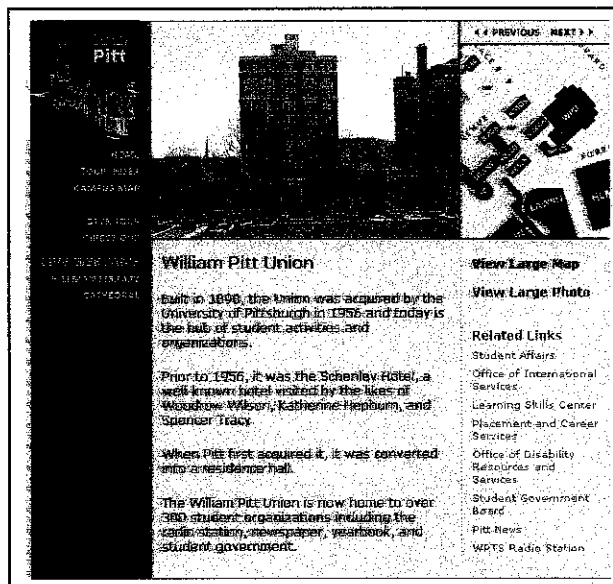 Pitt
HOME
TOUR INDEX
CAMPUS MAP
CATHEDRAL
◄◄ PREVIOUS NEXT ►►
WPU
William Pitt Union
Built in 1898, the Union was acquired by the
University of Pittsburgh in 1956 and today is
the hub of student activities and
organizations.
Prior to 1956, it was the Schenley Hotel, a
well-known hotel visited by the likes of
Woodrow Wilson, Katherine Hepburn, and
Spencer Tracy.
When Pitt first acquired it, it was converted
into a residence hall.
The William Pitt Union is now home to over
300 student organizations including the
radio station, newspaper, yearbook, and
student government.
View Large Map
View Large Photo
Related Links
Student Affairs
Office of International
Services
Learning Skills Center
Placement and Career
Services
Office of Disability
Resources and
Services
Student Government
Board
Pitt News
WPTS Radio Station